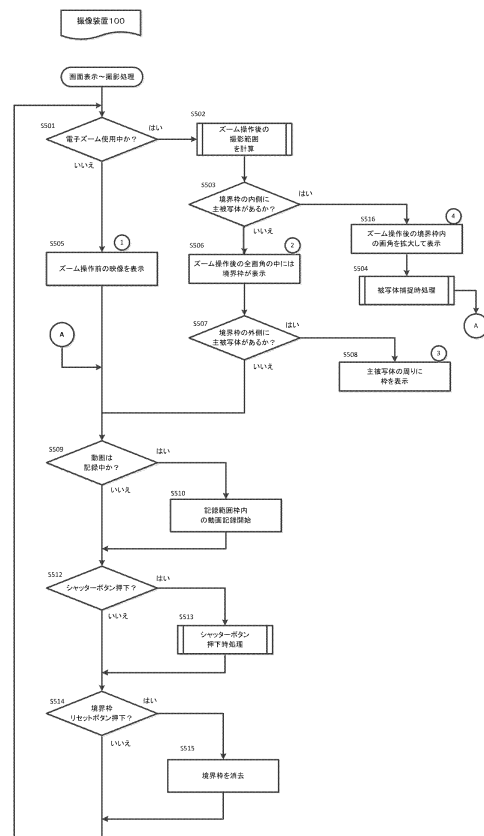 撮像装置100
画面表示～撮影処理
S501
電子ズーム使用中か？
はい
いいえ
S502
ズーム操作後の
撮影範囲
を計算
S503
境界枠の内側に
主被写体があるか？
はい
いいえ
S505
①
ズーム操作前の映像を表示
S506
②
ズーム操作後の全画角の中には
境界枠が表示
S516
④
ズーム操作後の境界枠内
の画角を拡大して表示
S504
被写体捕捉時処理
A
A
S507
境界枠の外側に
主被写体があるか？
はい
いいえ
S508
③
主被写体の周りに
枠を表示
S509
動画は
記録中か？
はい
いいえ
S510
記録範囲枠内
の動画記録開始
S512
シャッターボタン押下？
はい
いいえ
S513
シャッターボタン
押下時処理
S514
境界枠
リセットボタン押下？
はい
いいえ
S515
境界枠を消去